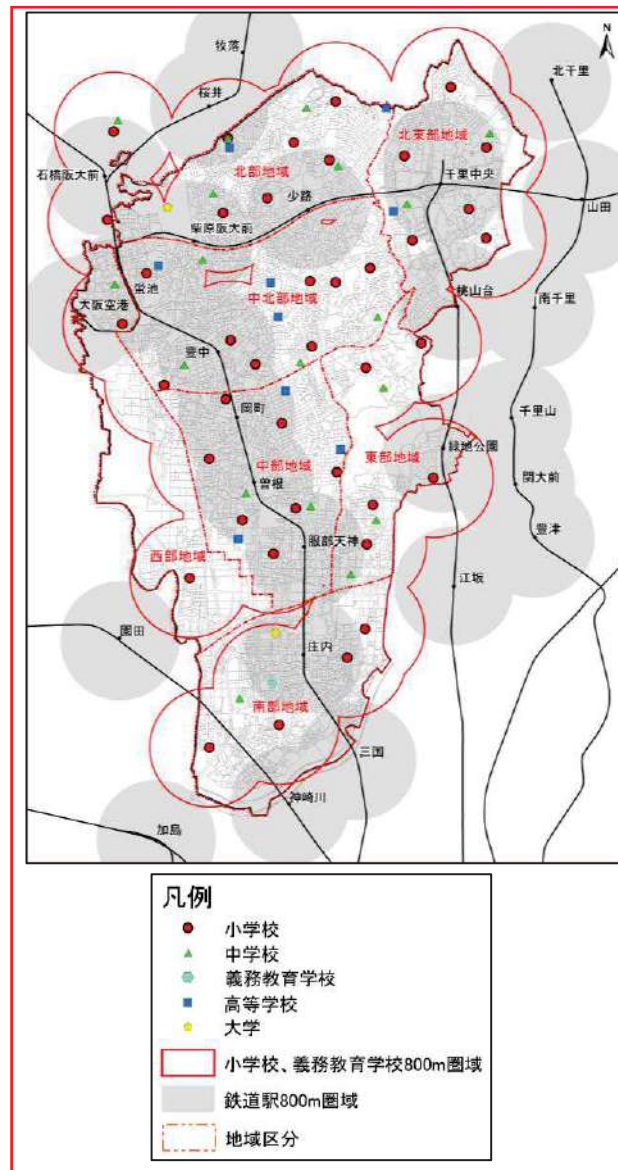 N
牧落
北千里
桜井
北東部地域
石橋阪大前
北部地域
千里中央
少路
山田
柴原阪大前
蛍池
中北部地域
桃山台
大阪空港
南千里
豊中
千里山
岡町
緑地公園
中部地域
東部地域
曽根
関大前
豊津
服部天神
西部地域
江坂
園田
庄内
南部地域
三国
神崎川
加島
凡例
小学校
中学校
義務教育学校
高等学校
大学
小学校、義務教育学校800m圏域
鉄道駅800m圏域
地域区分